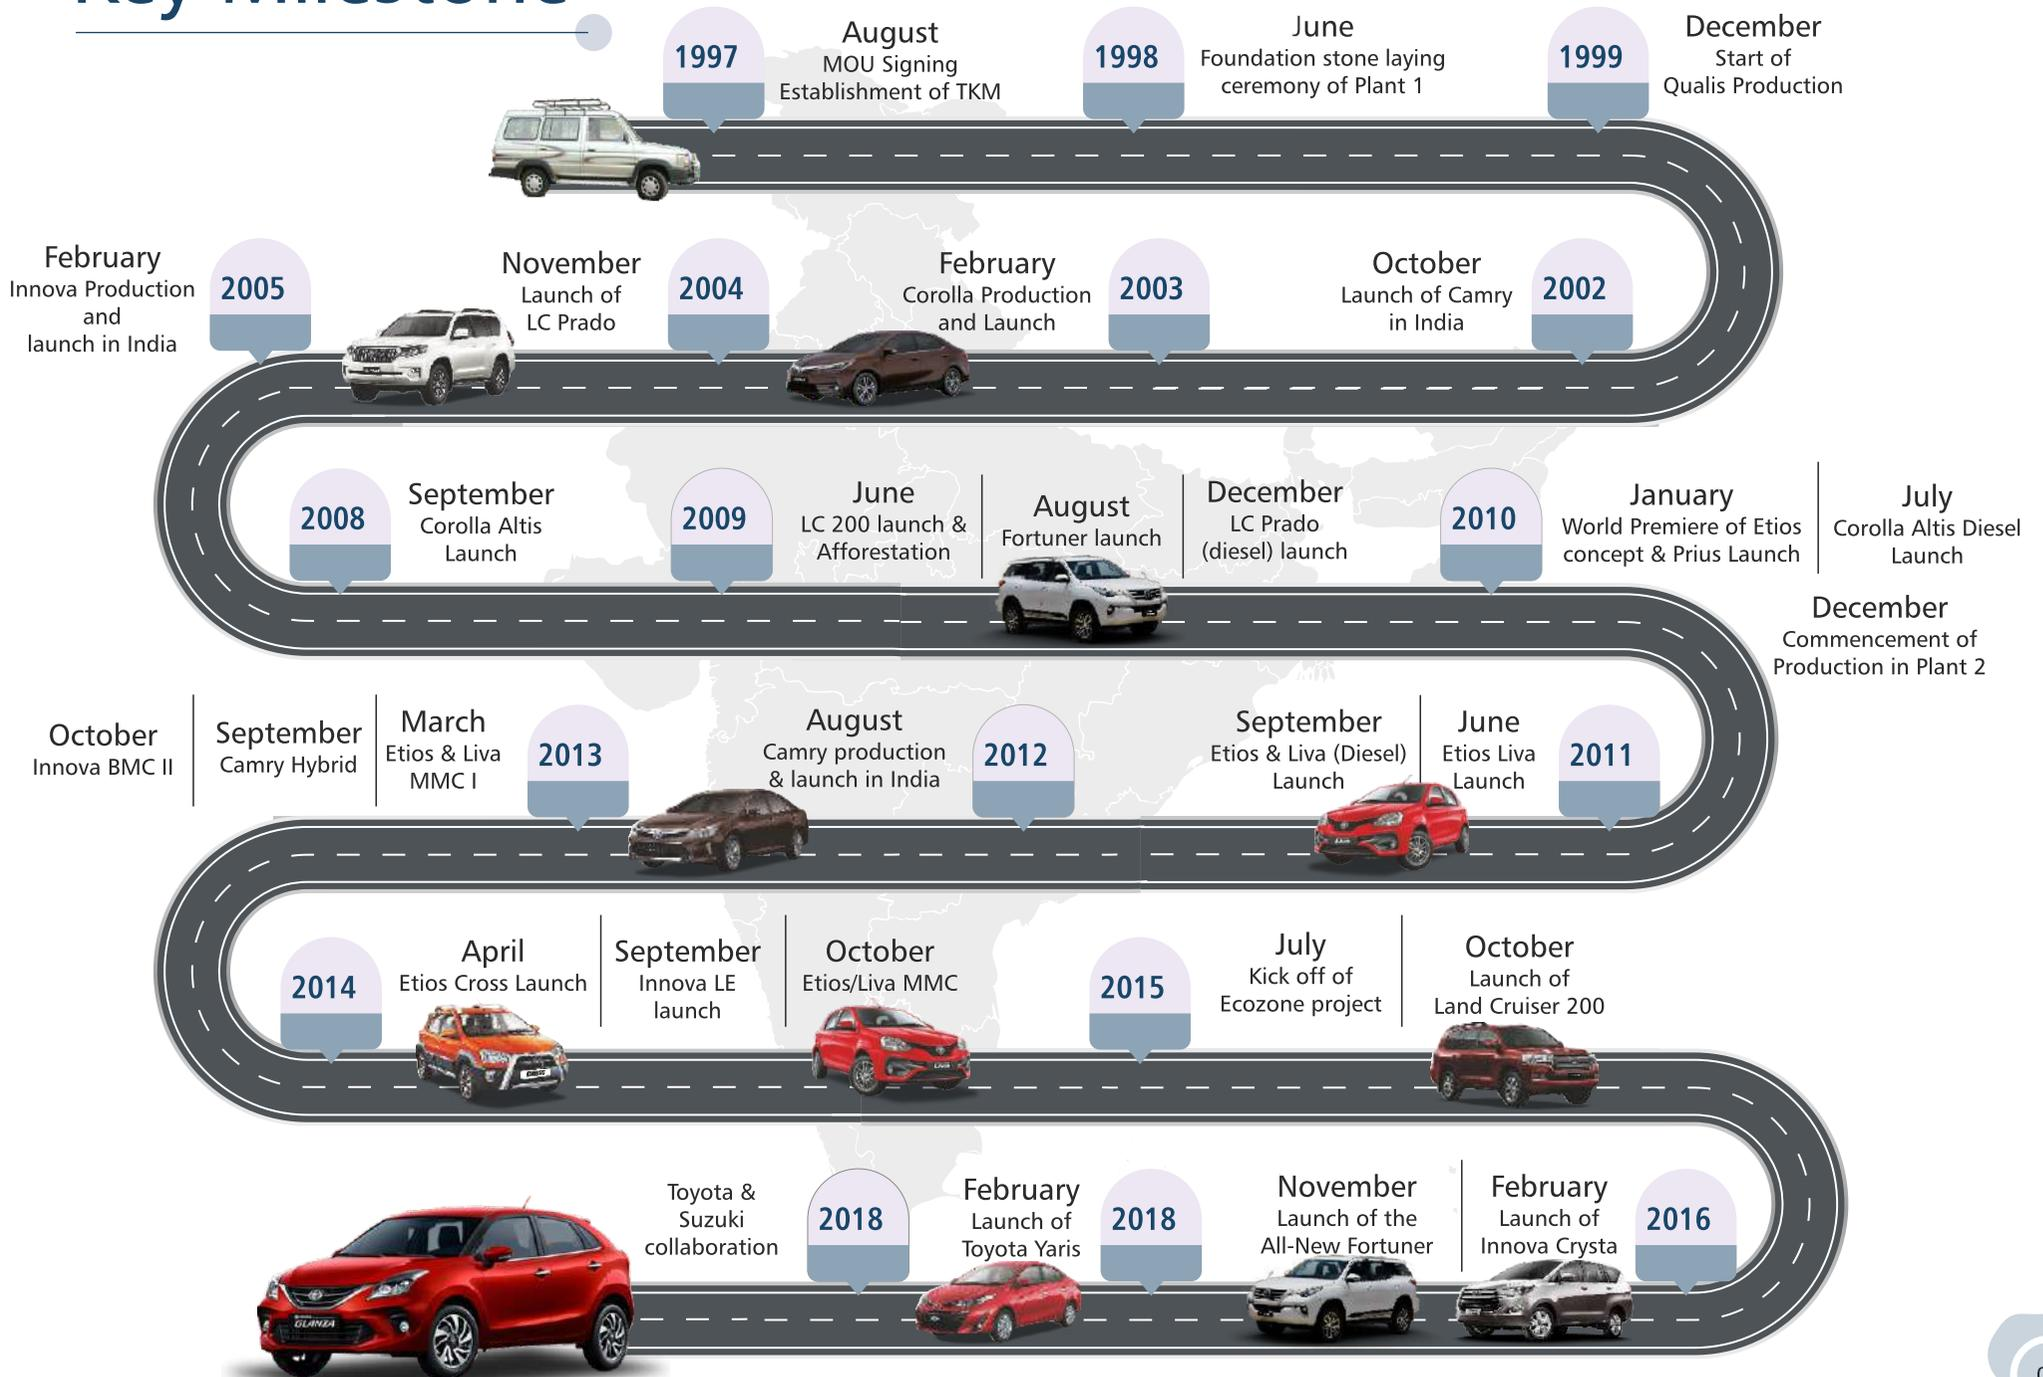 Key Milestone
1997
August
MOU Signing
Establishment of TKM
1998
June
Foundation stone laying
ceremony of Plant 1
1999
December
Start of
Qualis Production
2002
October
Launch of Camry
in India
2003
February
Corolla Production
and Launch
2004
November
Launch of
LC Prado
2005
February
Innova Production
and
launch in India
2008
September
Corolla Altis
Launch
2009
June
LC 200 launch &
Afforestation
August
Fortuner launch
December
LC Prado
(diesel) launch
2010
January
World Premiere of Etios
concept & Prius Launch
July
Corolla Altis Diesel
Launch
December
Commencement of
Production in Plant 2
2011
June
Etios Liva
Launch
September
Etios & Liva (Diesel)
Launch
2012
August
Camry production
& launch in India
2013
March
Etios & Liva
MMC I
September
Camry Hybrid
October
Innova BMC II
2014
April
Etios Cross Launch
September
Innova LE
launch
October
Etios/Liva MMC
2015
July
Kick off of
Ecozone project
October
Launch of
Land Cruiser 200
2016
February
Launch of
Innova Crysta
November
Launch of the
All-New Fortuner
2018
February
Launch of
Toyota Yaris
2018
Toyota &
Suzuki
collaboration
GLANZA